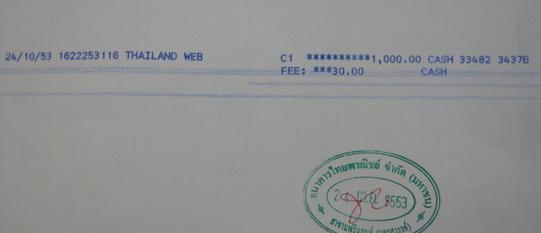 24/10/53 1622253116 THAILAND WEB C1 **********1,000.00 CASH 33482 3437B
FEE: ***30.00 CASH
ธนาคารไทยพาณิชย์ จำกัด (มหาชน)
2553